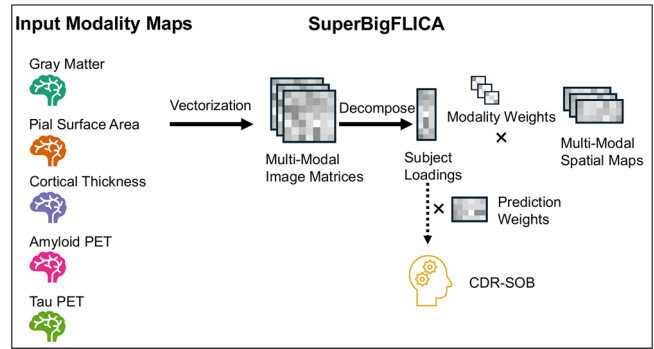 Input Modality Maps
SuperBigFLICA
Gray Matter
Pial Surface Area
Cortical Thickness
Amyloid PET
Tau PET
Vectorization
Multi-Modal
Image Matrices
Decompose
Subject
Loadings
Modality Weights
×
Multi-Modal
Spatial Maps
×
Prediction
Weights
CDR-SOB